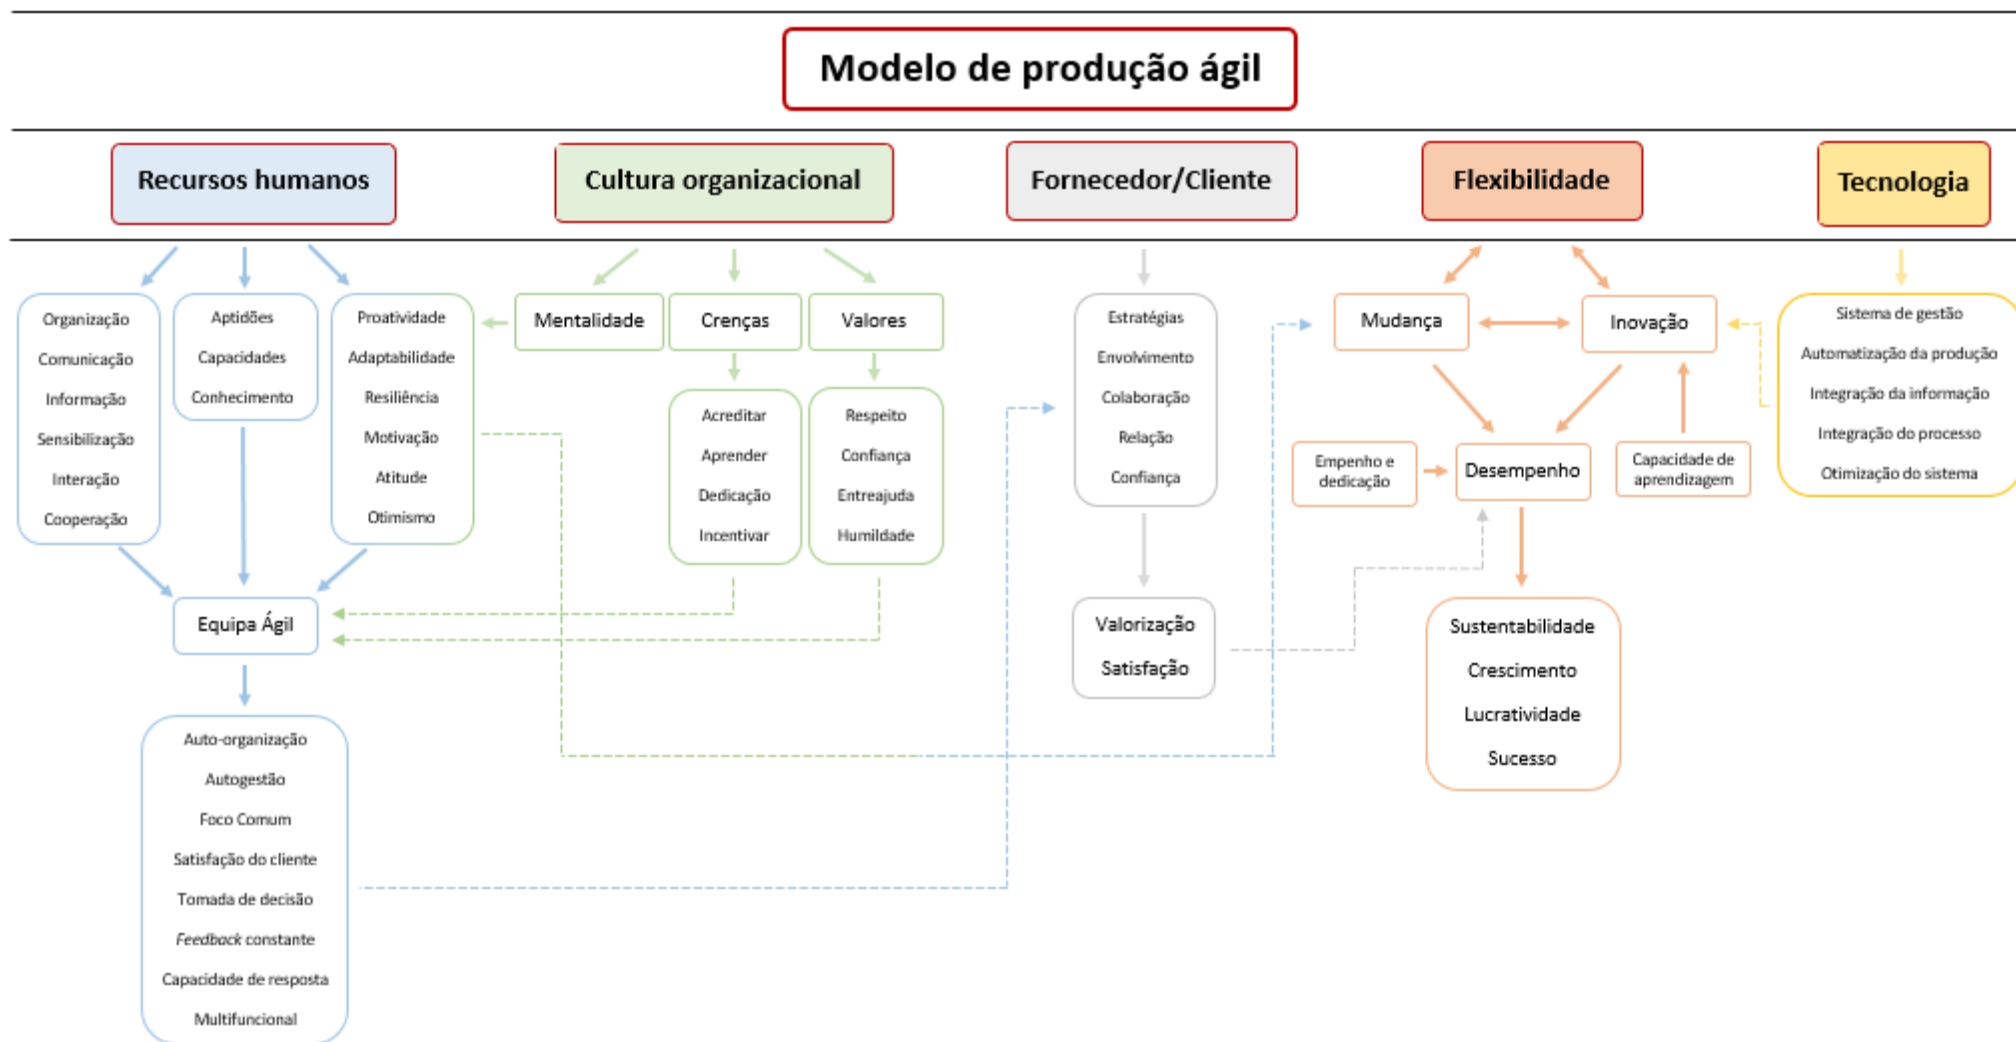 Modelo de produção ágil
Recursos humanos
Cultura organizacional
Fornecedor/Cliente
Flexibilidade
Tecnologia
Organização
Comunicação
Informação
Sensibilização
Interação
Cooperação
Aptidões
Capacidades
Conhecimento
Proatividade
Adaptabilidade
Resiliência
Motivação
Atitude
Otimismo
Equipa Ágil
Auto-organização
Autogestão
Foco Comum
Satisfação do cliente
Tomada de decisão
Feedback constante
Capacidade de resposta
Multifuncional
Mentalidade
Crenças
Valores
Acreditar
Aprender
Dedicação
Incentivar
Respeito
Confiança
Entreajuda
Humildade
Estratégias
Envolvimento
Colaboração
Relação
Confiança
Valorização
Satisfação
Mudança
Inovação
Empenho e
dedicação
Desempenho
Capacidade de
aprendizagem
Sustentabilidade
Crescimento
Lucratividade
Sucesso
Sistema de gestão
Automatização da produção
Integração da informação
Integração do processo
Otimização do sistema